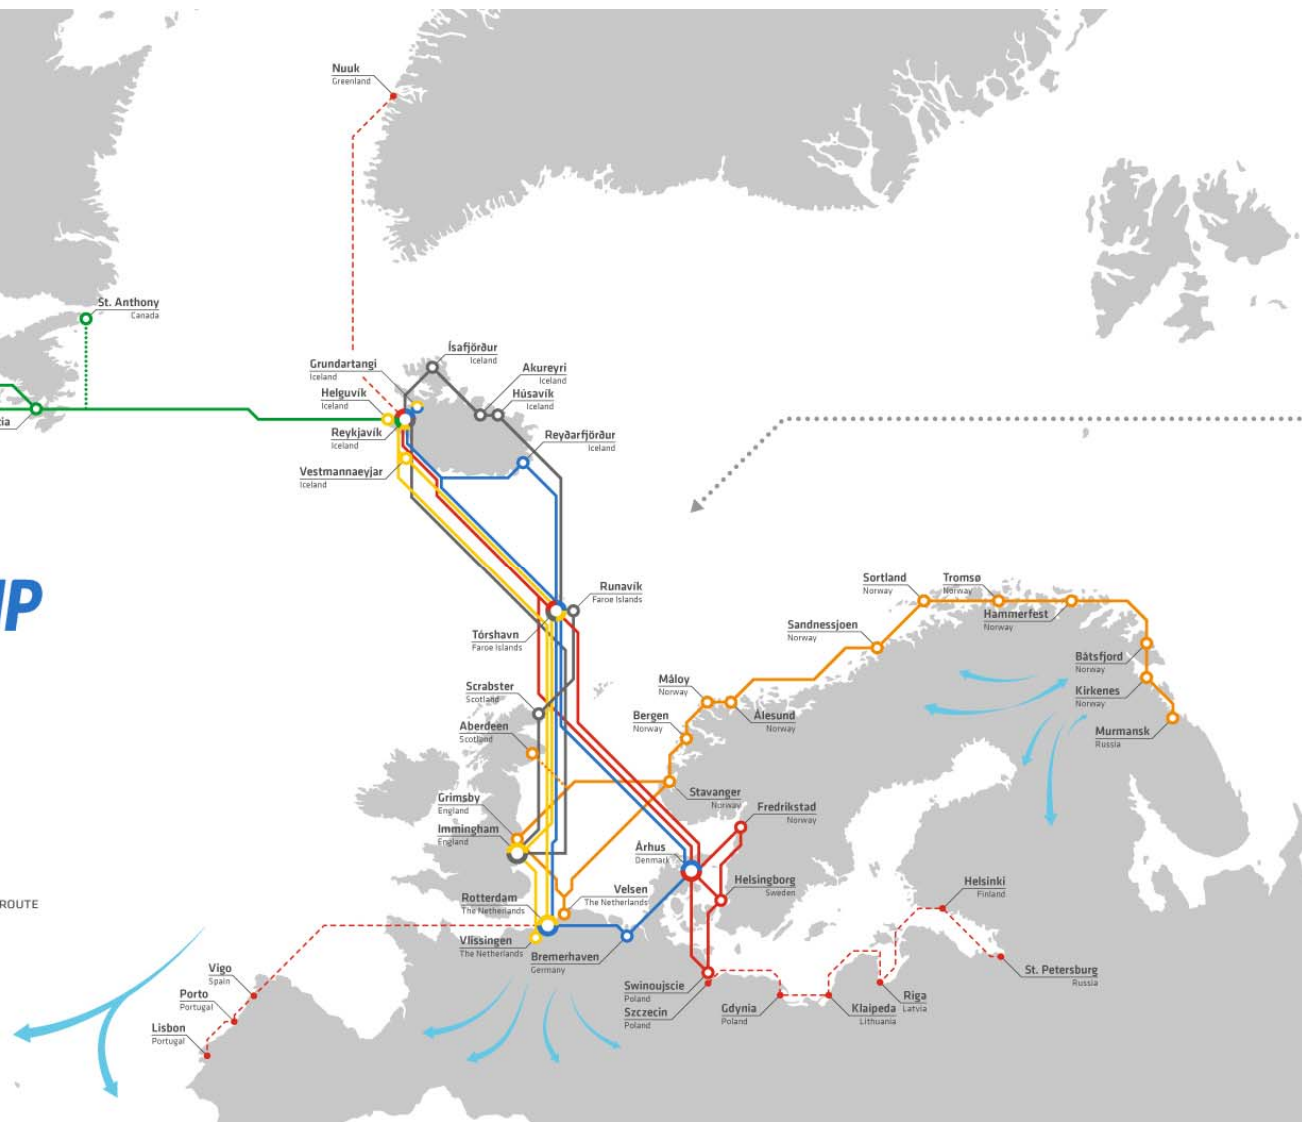 Nuuk
Greenland
St. Anthony
Canada
Ísafjörður
Iceland
Grundartangi
Iceland
Akureyri
Iceland
Helguvík
Iceland
Húsavík
Iceland
tia
Reykjavík
Iceland
Reyðarfjörður
Iceland
Vestmannaeyjar
Iceland
IP
Runavík
Faroe Islands
Tórshavn
Faroe Islands
Sortland
Norway
Tromsø
Norway
Hammerfest
Norway
Sandnessjoen
Norway
Båtsfjord
Norway
Kirkenes
Norway
Murmansk
Russia
Måloy
Norway
Ålesund
Norway
Bergen
Norway
Scrabster
Scotland
Aberdeen
Scotland
Stavanger
Norway
Grimsby
England
Fredrikstad
Norway
Immingham
England
Århus
Denmark
Helsingborg
Sweden
Helsinki
Finland
Velsen
The Netherlands
Rotterdam
The Netherlands
ROUTE
Vlissingen
The Netherlands
Bremerhaven
Germany
St. Petersburg
Russia
Vigo
Spain
Porto
Portugal
Lisbon
Portugal
Swinoujscie
Poland
Szczecin
Poland
Gdynia
Poland
Klaipeda
Lithuania
Riga
Latvia